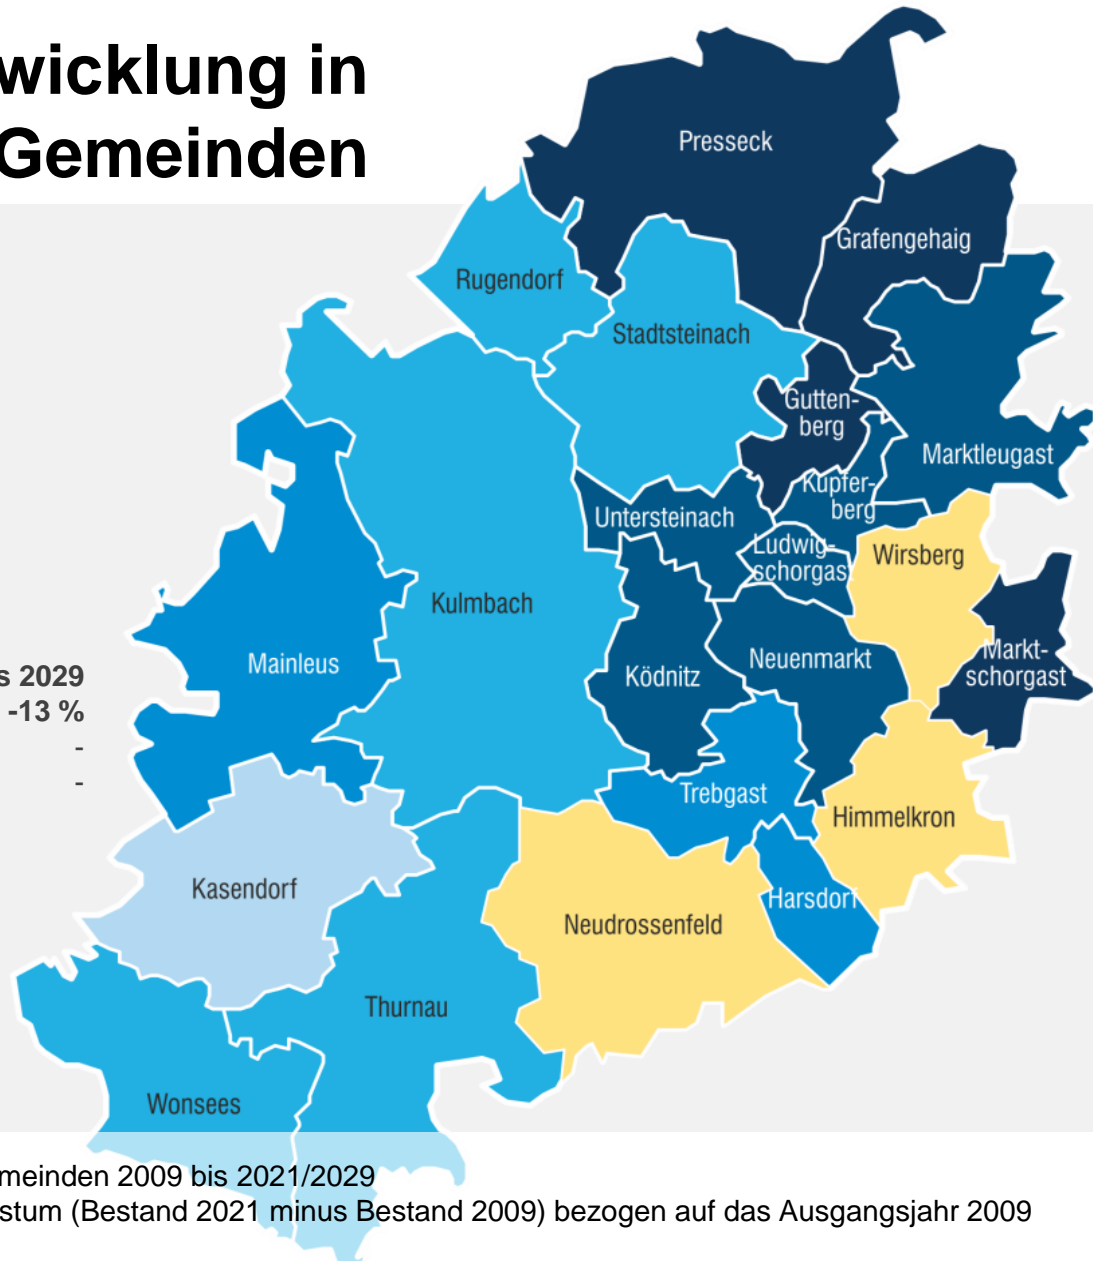 wicklung in
Gemeinden
Presseck
Grafengehaig
Rugendorf
Stadtsteinach
Gutten-
berg
Marktleugast
Kupfer-
berg
Untersteinach
Ludwig-
schorgast
Wirsberg
Kulmbach
Markt-
schorgast
Neuenmarkt
Mainleus
Ködnitz
s 2029
-13 %
-
-
Trebgast
Himmelkron
Kasendorf
Harsdorf
Neudrossenfeld
Thurnau
Wonsees
meinden 2009 bis 2021/2029
stum (Bestand 2021 minus Bestand 2009) bezogen auf das Ausgangsjahr 2009